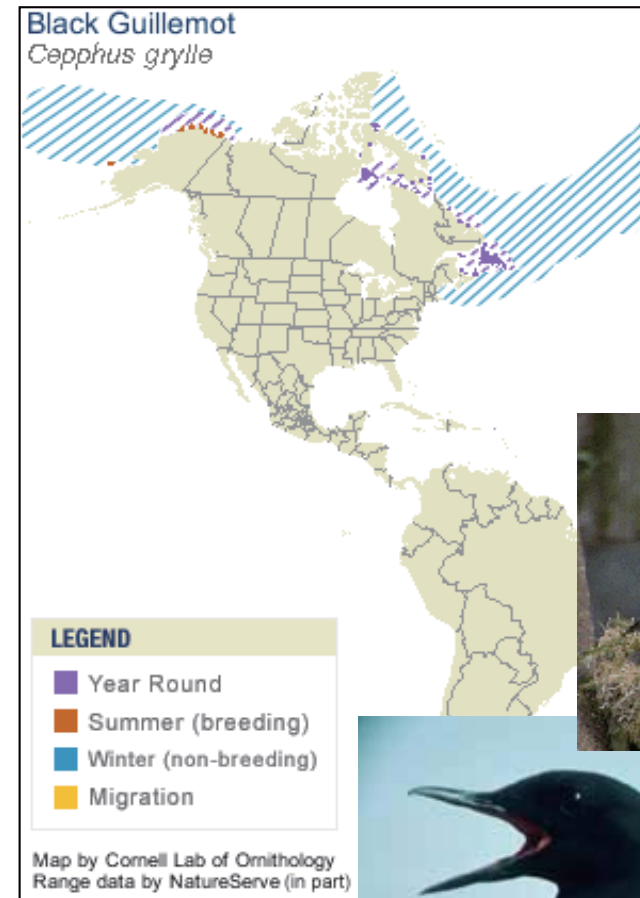 Black Guillemot
Cepphus grylle
LEGEND
Year Round
Summer (breeding)
Winter (non-breeding)
Migration
Map by Cornell Lab of Ornithology
Range data by NatureServe (in part)